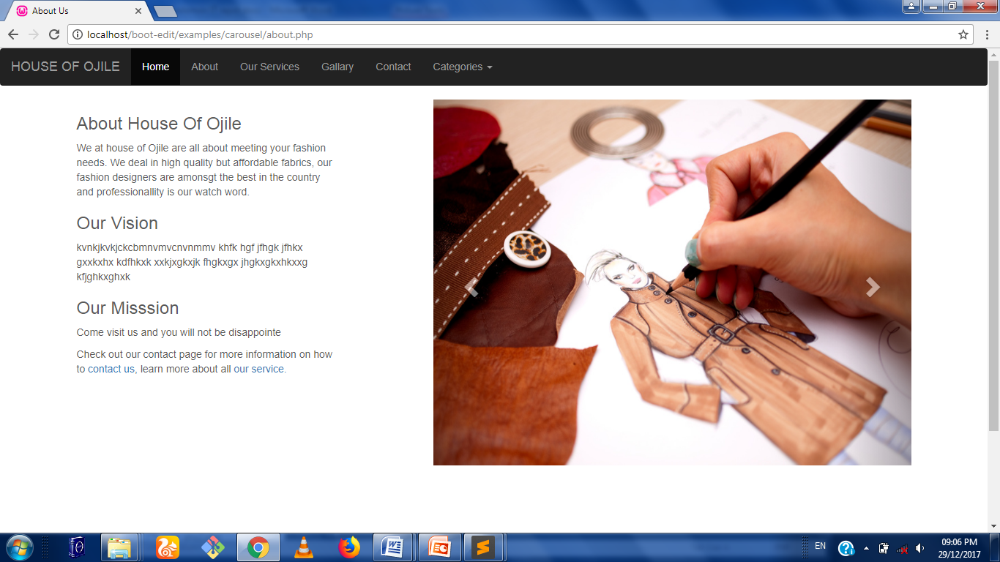 About Us
localhost/boot-edit/examples/carousel/about.php
HOUSE OF OJILE Home About Our Services Gallary Contact Categories
About House Of Ojile
We at house of Ojile are all about meeting your fashion
needs. We deal in high quality but affordable fabrics, our
fashion designers are amonsgt the best in the country
and professionallity is our watch word.
Our Vision
kvnkjkvkjckcbmnvmvcnvnmmv khfk hgf jfhgk jfhkx
gxxkxhx kdfhkxk xxkjxgkxjk fhgkxgx jhgkxgkxhkxxg
kfjghkxghxk
Our Misssion
Come visit us and you will not be disappointe
Check out our contact page for more information on how
to contact us, learn more about all our service.
EN
09:06 PM
29/12/2017